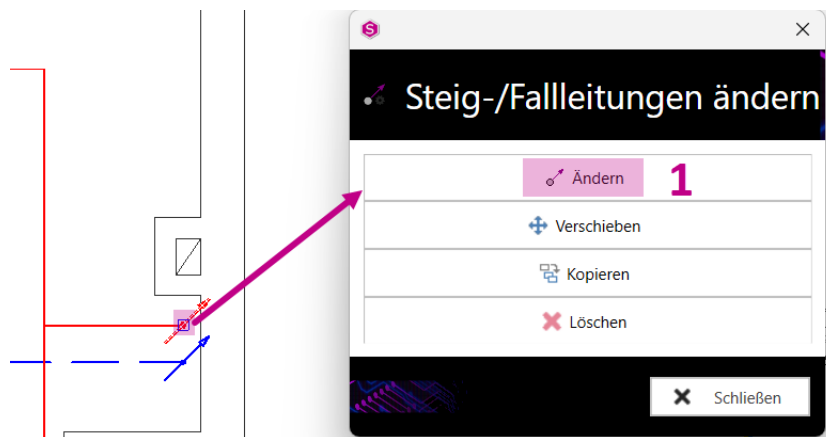 S
Steig-/Fallleitungen ändern
Ändern 1
Verschieben
Kopieren
Löschen
Schließen